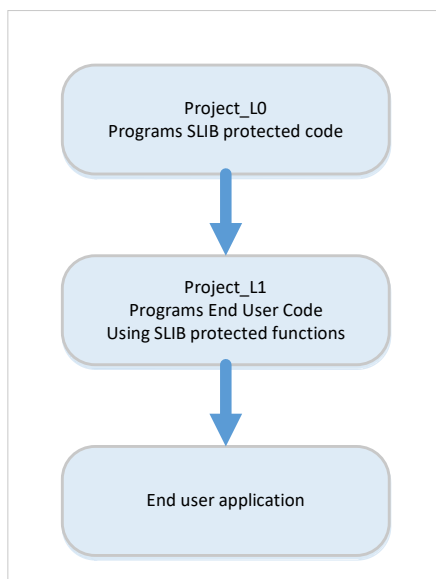 Project_L0
Programs SLIB protected code
Project_L1
Programs End User Code
Using SLIB protected functions
End user application